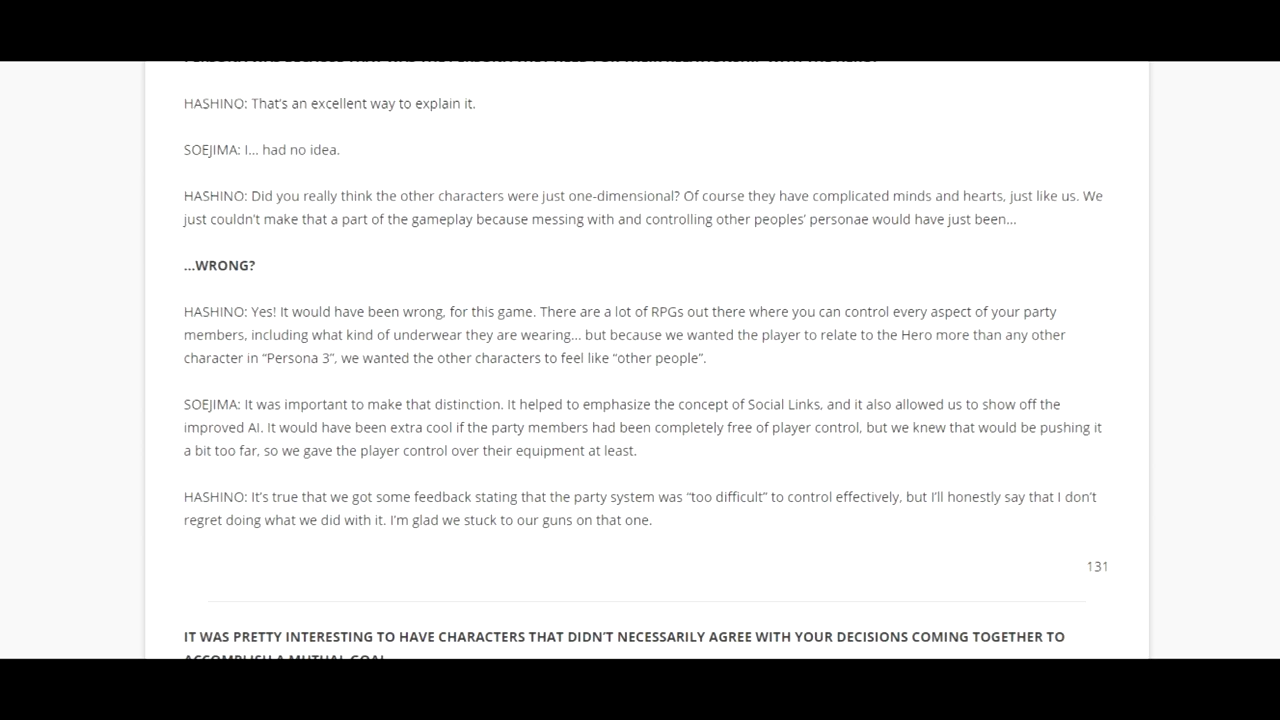 HASHINO: That's an excellent way to explain it.
SOEJIMA: I... had no idea.
HASHINO: Did you really think the other characters were just one-dimensional? Of course they have complicated minds and hearts, just like us. We
just couldn't make that a part of the gameplay because messing with and controlling other peoples' personae would have just been...
...WRONG?
HASHINO: Yes! It would have been wrong, for this game. There are a lot of RPGs out there where you can control every aspect of your party
members, including what kind of underwear they are wearing... but because we wanted the player to relate to the Hero more than any other
character in “Persona 3”, we wanted the other characters to feel like “other people”.
SOEJIMA: It was important to make that distinction. It helped to emphasize the concept of Social Links, and it also allowed us to show off the
improved AI. It would have been extra cool if the party members had been completely free of player control, but we knew that would be pushing it
a bit too far, so we gave the player control over their equipment at least.
HASHINO: It's true that we got some feedback stating that the party system was “too difficult” to control effectively, but I'll honestly say that I don't
regret doing what we did with it. I'm glad we stuck to our guns on that one.
131
IT WAS PRETTY INTERESTING TO HAVE CHARACTERS THAT DIDN'T NECESSARILY AGREE WITH YOUR DECISIONS COMING TOGETHER TO
ACCOMPLISH A MUTUAL GOAL